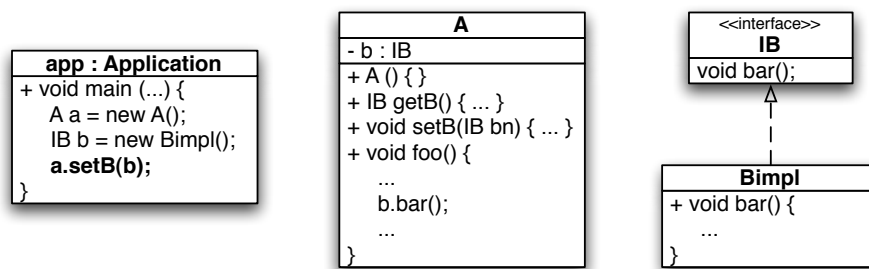 app : Application
+ void main (...) {
A a = new A();
IB b = new Bimpl();
a.setB(b);
}
A
- b : IB
+ A () { }
+ IB getB() { ... }
+ void setB(IB bn) { ... }
+ void foo() {
...
b.bar();
...
}
<<interface>>
IB
void bar();
Bimpl
+ void bar() {
...
}